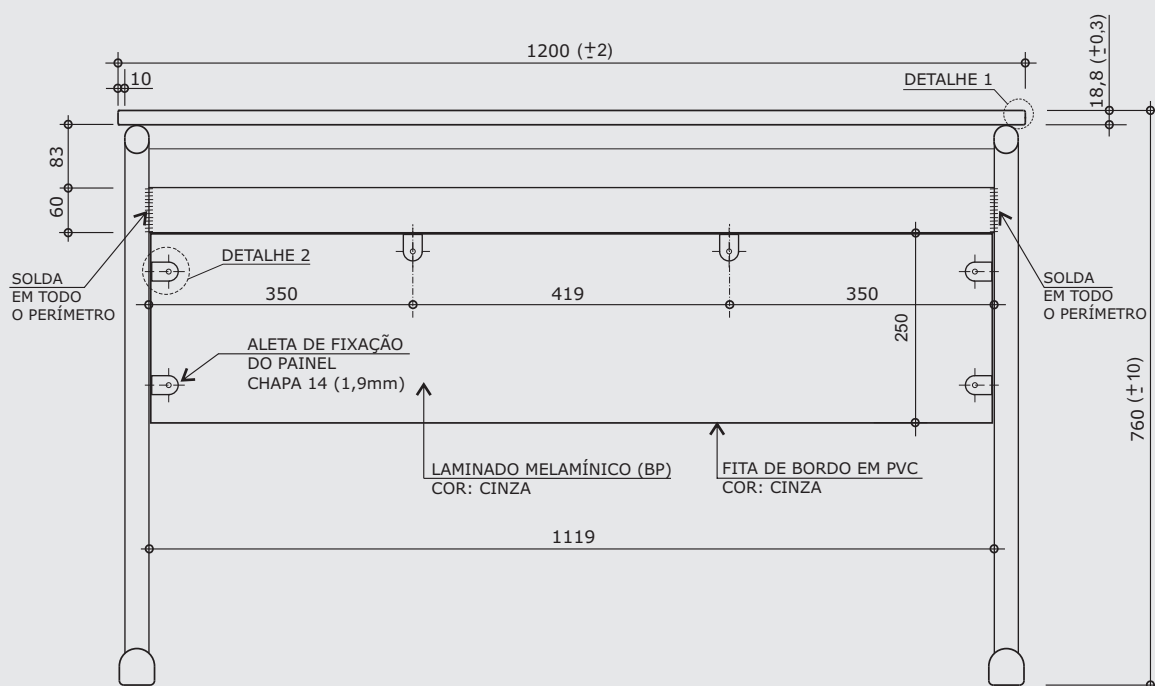 1200 (±2)
18,8 (±0,3)
10
DETALHE 1
83
60
DETALHE 2
SOLDA
EM TODO
O PERÍMETRO
SOLDA
EM TODO
O PERÍMETRO
350
419
350
250
ALETA DE FIXAÇÃO
DO PAINEL
CHAPA 14 (1,9mm)
760 (±10)
LAMINADO MELAMÍNICO (BP)
COR: CINZA
FITA DE BORDO EM PVC
COR: CINZA
1119